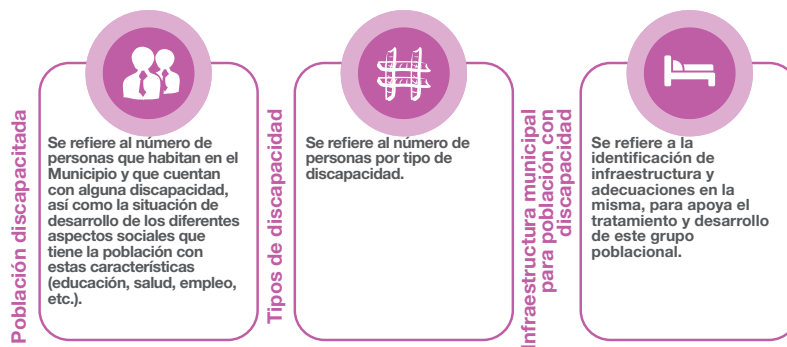 Población discapacitada
Se refiere al número de
personas que habitan en el
Municipio y que cuentan
con alguna discapacidad,
así como la situación de
desarrollo de los diferentes
aspectos sociales que
tiene la población con
estas características
(educación, salud, empleo,
etc.).
Tipos de discapacidad
Se refiere al número de
personas por tipo de
discapacidad.
Infraestructura municipal
para población con
discapacidad
Se refiere a la
identificación de
infraestructura y
adecuaciones en la
misma, para apoya el
tratamiento y desarrollo
de este grupo
poblacional.